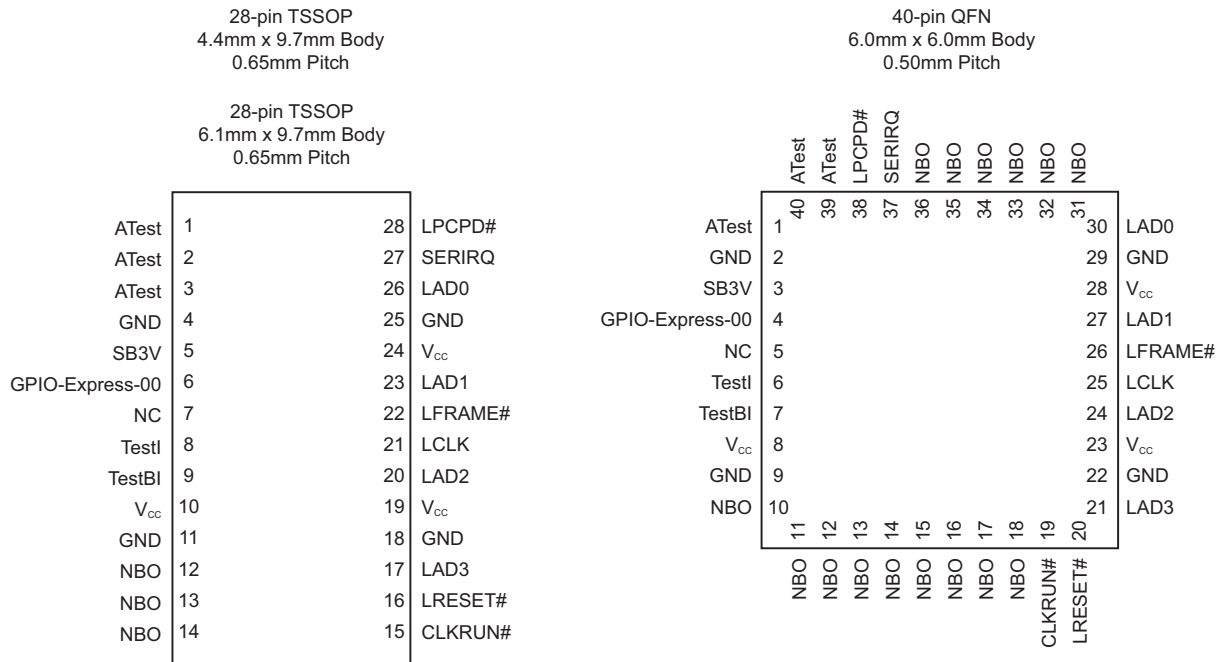 28-pin TSSOP
4.4mm x 9.7mm Body
0.65mm Pitch
28-pin TSSOP
6.1mm x 9.7mm Body
0.65mm Pitch
ATest 1 28 LPCPD#
ATest 2 27 SERIRQ
ATest 3 26 LAD0
GND 4 25 GND
SB3V 5 24 Vcc
GPIO-Express-00 6 23 LAD1
NC 7 22 LFRAME#
TestI 8 21 LCLK
TestBI 9 20 LAD2
Vcc 10 19 Vcc
GND 11 18 GND
NBO 12 17 LAD3
NBO 13 16 LRESET#
NBO 14 15 CLKRUN#
40-pin QFN
6.0mm x 6.0mm Body
0.50mm Pitch
ATest ATest LPCPD# SERIRQ NBO NBO NBO NBO NBO NBO
40 39 38 37 36 35 34 33 32 31
ATest 1 30 LAD0
GND 2 29 GND
SB3V 3 28 Vcc
GPIO-Express-00 4 27 LAD1
NC 5 26 LFRAME#
TestI 6 25 LCLK
TestBI 7 24 LAD2
Vcc 8 23 Vcc
GND 9 22 GND
NBO 10 21 LAD3
11 12 13 14 15 16 17 18 19 20
NBO NBO NBO NBO NBO NBO NBO NBO CLKRUN# LRESET#